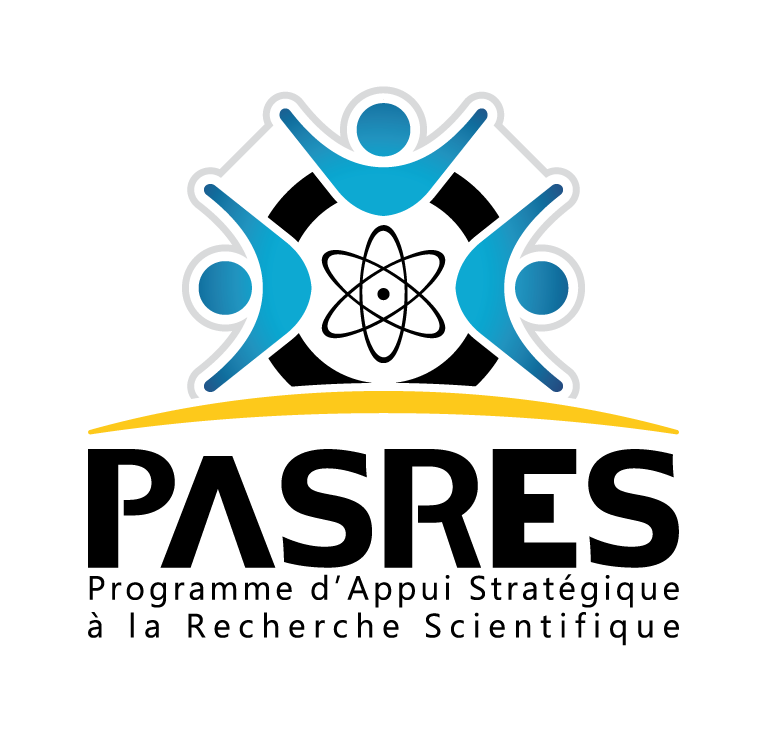 PASRES
Programme d'Appui Stratégique
à la Recherche Scientifique